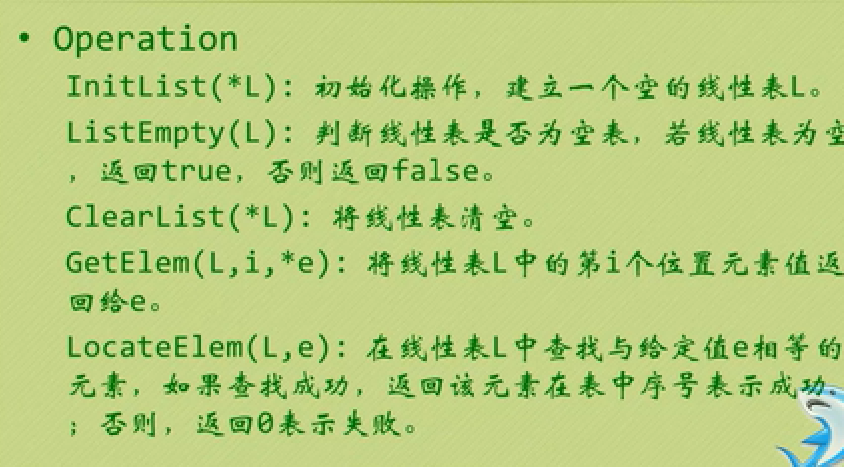 • Operation
InitList(*L): 初始化操作，建立一个空的线性表L。
ListEmpty(L): 判断线性表是否为空表，若线性表为空
，返回true，否则返回false。
ClearList(*L): 将线性表清空。
GetElem(L,i,*e): 将线性表L中的第i个位置元素值返
回给e。
LocateElem(L,e): 在线性表L中查找与给定值e相等的
元素，如果查找成功，返回该元素在表中序号表示成功
；否则，返回0表示失败。